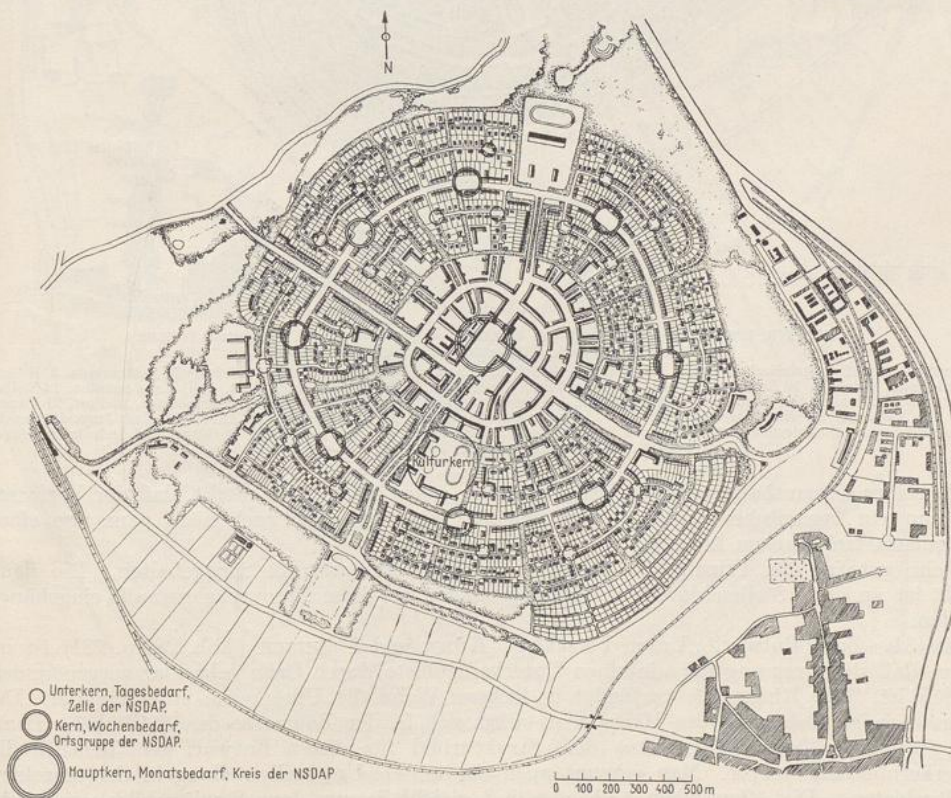 N
Kulturkern
Unterkern, Tagesbedarf,
Zelle der NSDAP.
Kern, Wochenbedarf,
Ortsgruppe der NSDAP.
Hauptkern, Monatsbedarf, Kreis der NSDAP
0 100 200 300 400 500 m